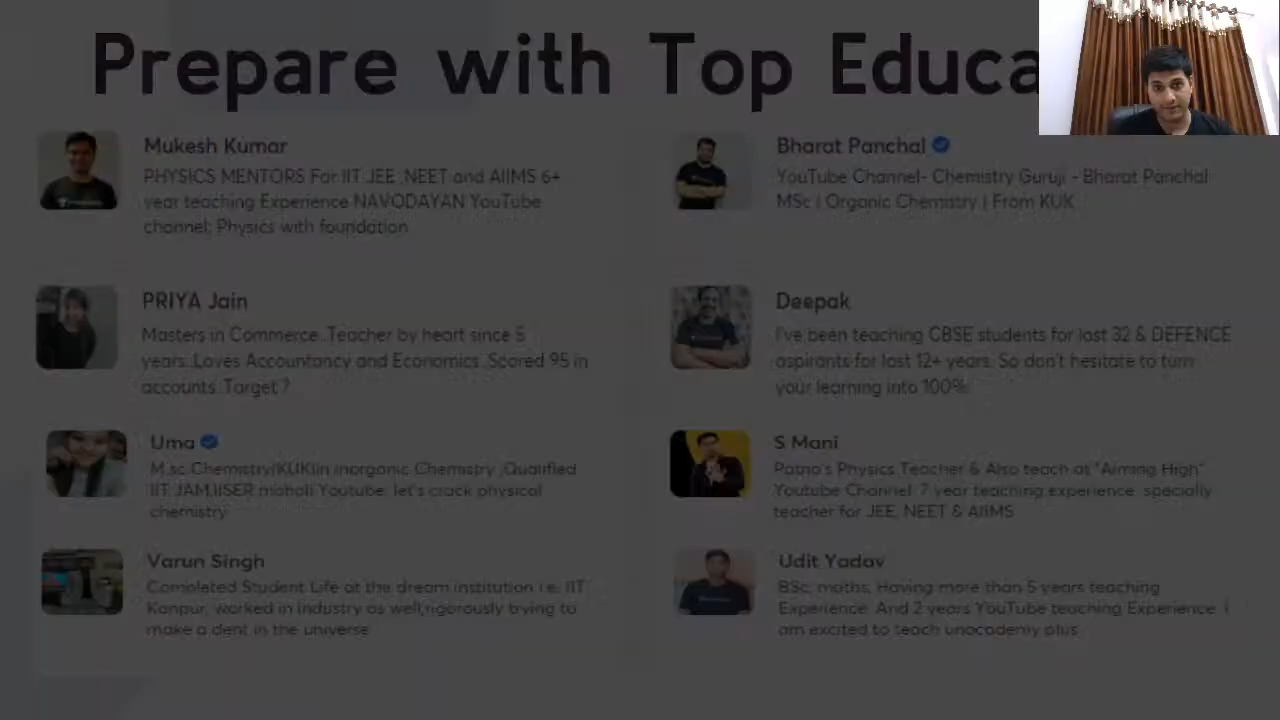 Prepare with Top Educa
Mukesh Kumar
PHYSICS MENTORS For IIT JEE ,NEET and AIIMS 6+
year teaching Experience NAVODAYAN YouTube
channel; Physics with foundation
Bharat Panchal
YouTube Channel- Chemistry Guruji - Bharat Panchal
MSc | Organic Chemistry | From KUK
PRIYA Jain
Masters in Commerce..Teacher by heart since 5
years..Loves Accountancy and Economics..Scored 95 in
accounts..Target ?
Deepak
I've been teaching CBSE students for last 32 & DEFENCE
aspirants for last 12+ years. So don't hesitate to turn
your learning into 100%.
Uma
M.sc.Chemistry(KUK)in inorganic Chemistry ,Qualified
IIT JAM,IISER mohali Youtube: let's crack physical
chemistry
S Mani
Patna's Physics Teacher & Also teach at "Aiming High"
Youtube Channel. 7 year teaching experience. specially
teacher for JEE, NEET & AIIMS
Varun Singh
Completed Student Life at the dream institution i.e. IIT
Kanpur, worked in industry as well,rigorously trying to
make a dent in the universe
Udit Yadav
BSc. maths, Having more than 5 years teaching
Experience. And 2 years YouTube teaching Experience. I
am excited to teach unacademy plus